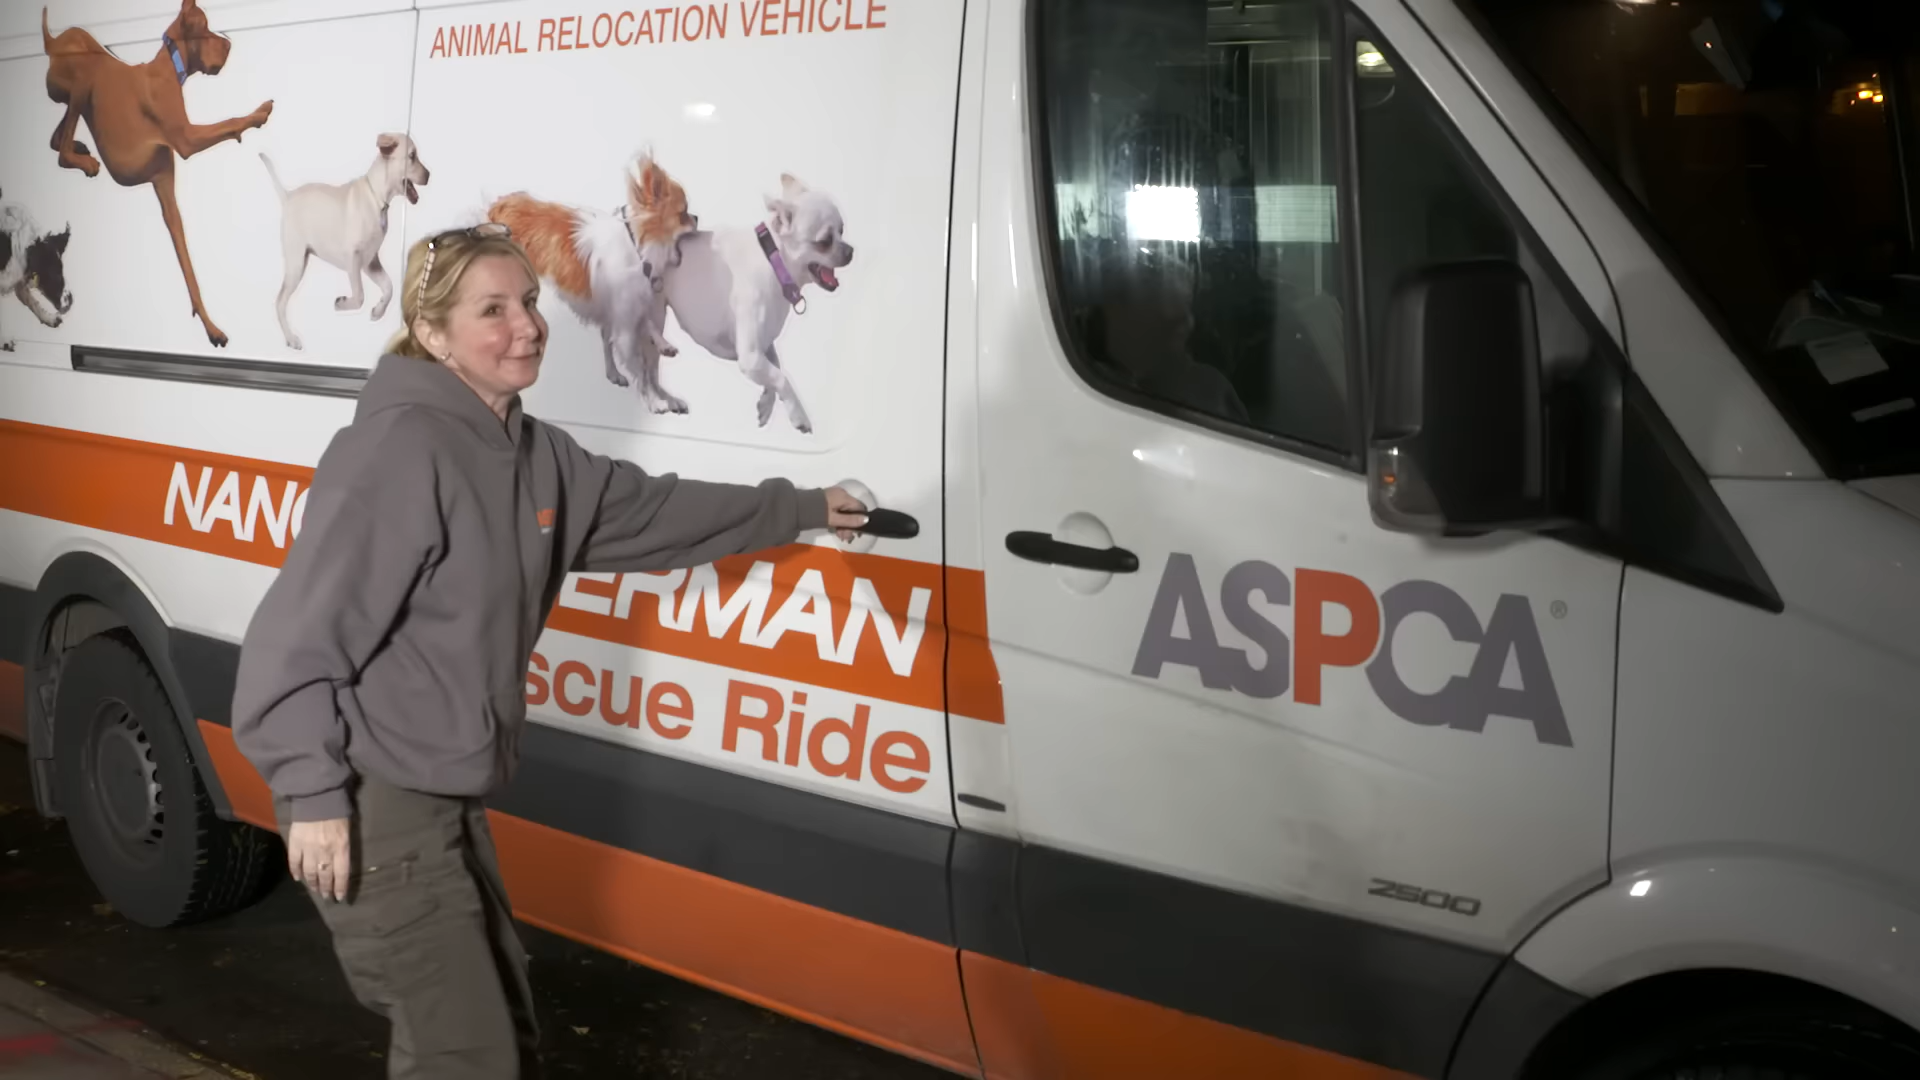 ANIMAL RELOCATION VEHICLE
NANC
ERMAN
scue Ride
ASPCA®
2500